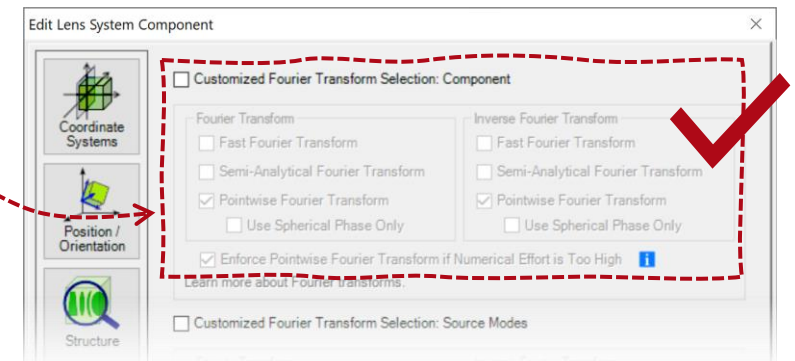 Edit Lens System Component
Customized Fourier Transform Selection: Component
Coordinate
Systems
Fourier Transform
Inverse Fourier Transform
Fast Fourier Transform
Fast Fourier Transform
Semi-Analytical Fourier Transform
Semi-Analytical Fourier Transform
Pointwise Fourier Transform
Pointwise Fourier Transform
Use Spherical Phase Only
Use Spherical Phase Only
Position /
Orientation
Enforce Pointwise Fourier Transform if Numerical Effort is Too High
i
Learn more about Fourier transforms.
Structure
Customized Fourier Transform Selection: Source Modes